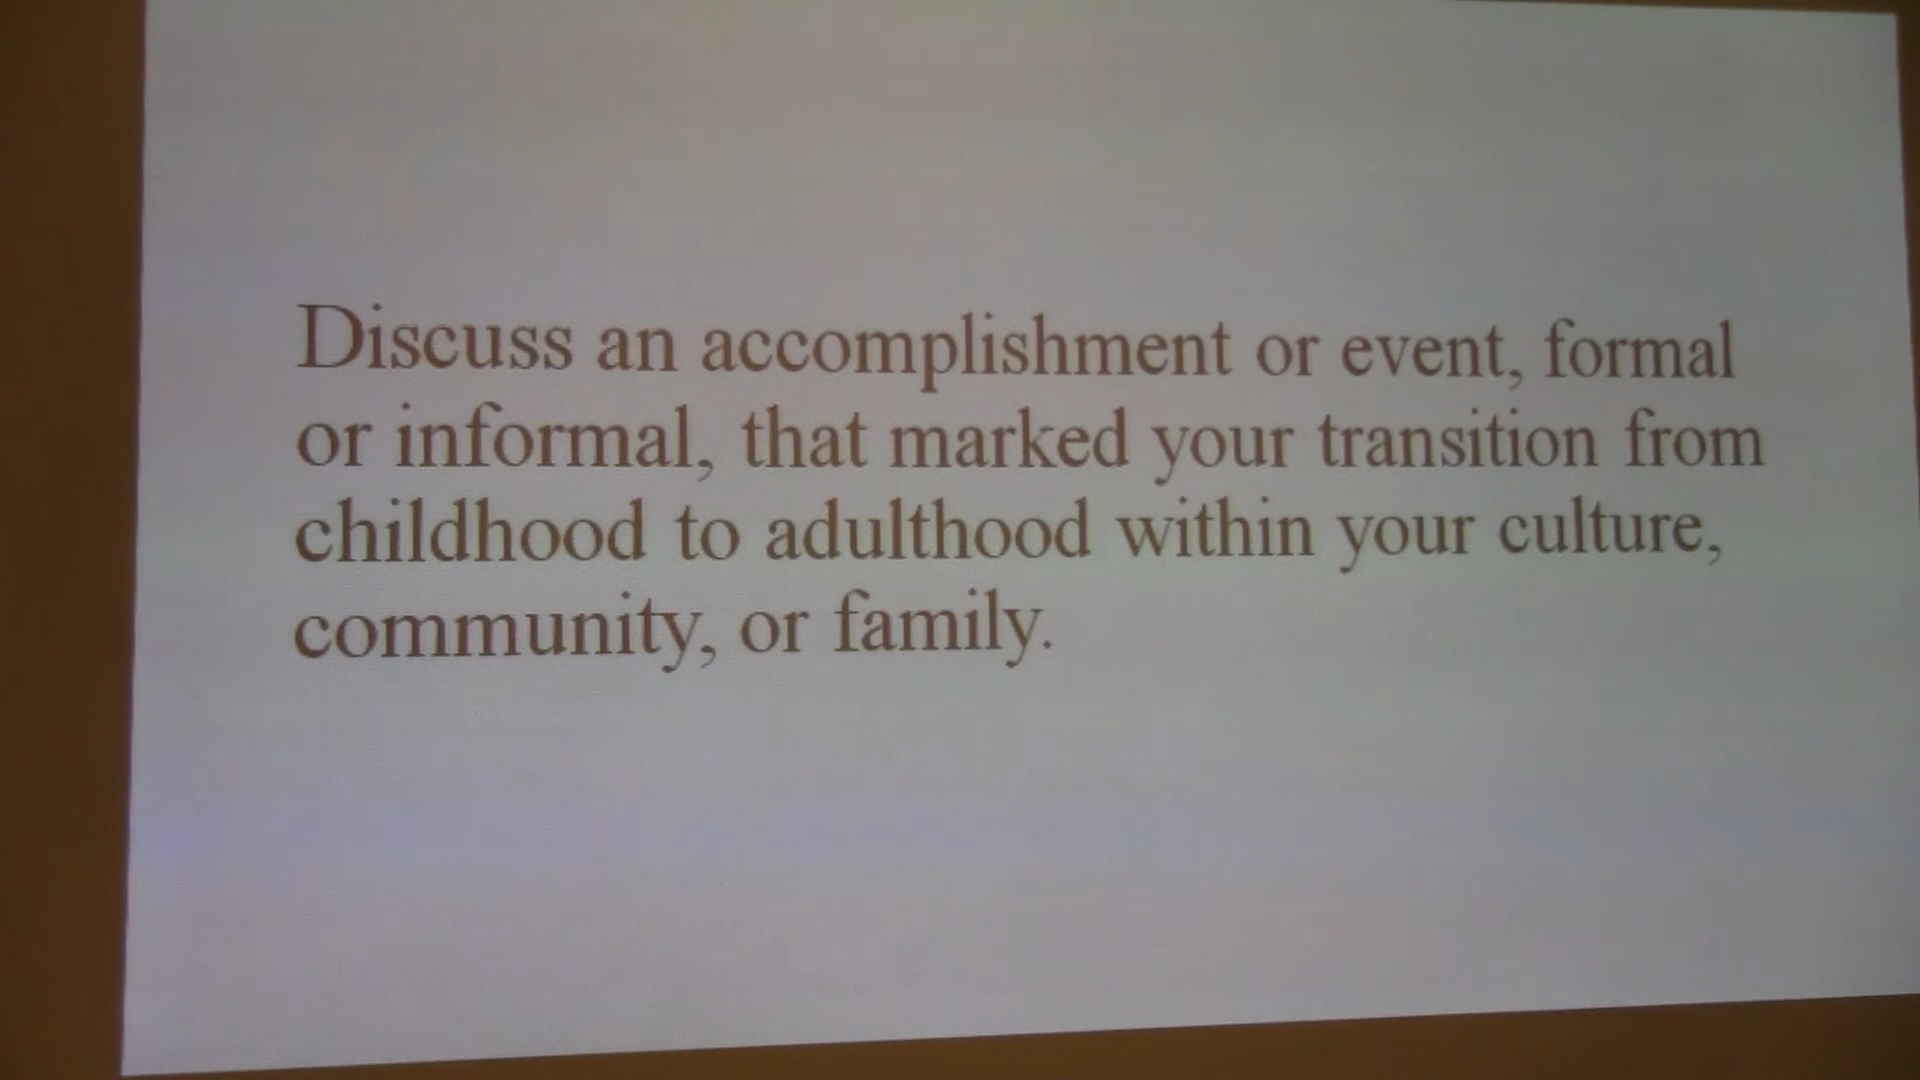 Discuss an accomplishment or event, formal
or informal, that marked your transition from
childhood to adulthood within your culture,
community, or family.